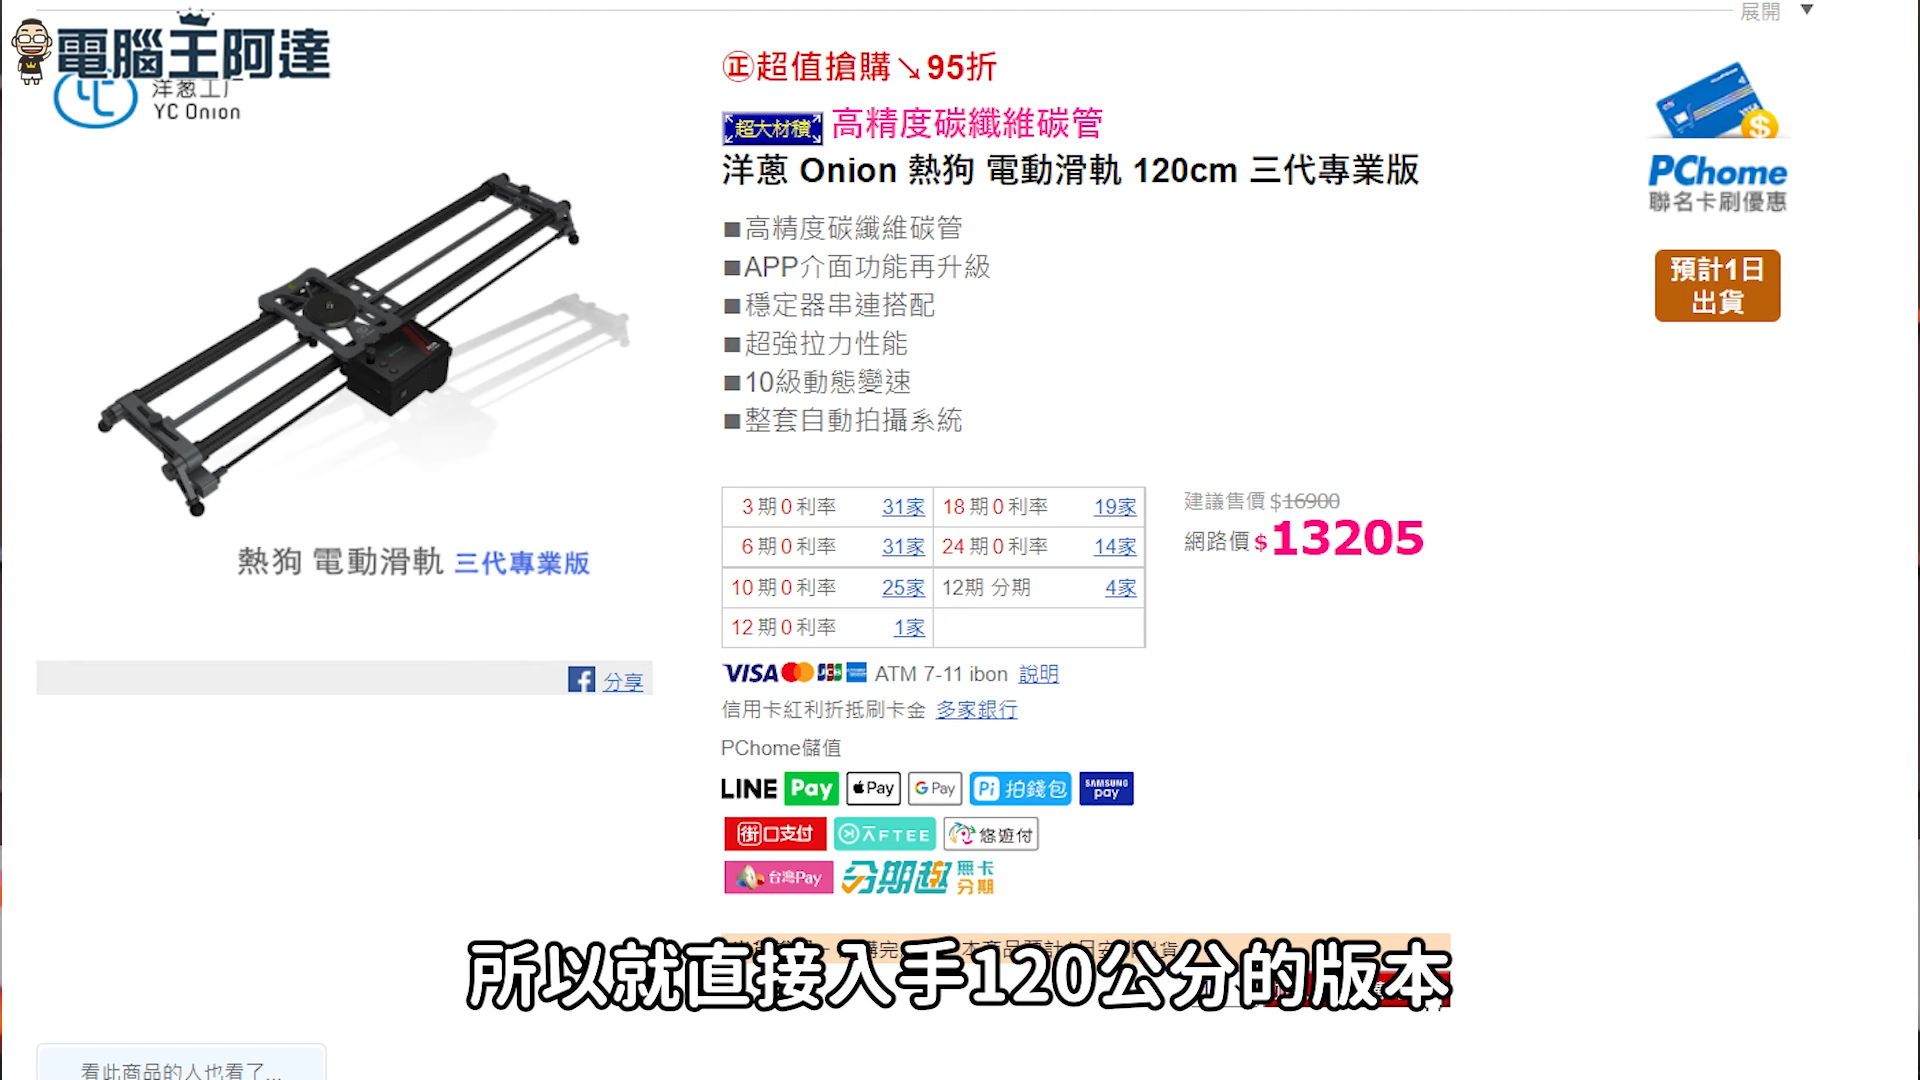 展開 ▼
電腦王阿達
洋葱工厂
YC Onion
㊣超值搶購↘95折
超大材積 高精度碳纖維碳管
洋蔥 Onion 熱狗 電動滑軌 120cm 三代專業版
■高精度碳纖維碳管
■APP介面功能再升級
■穩定器串連搭配
■超強拉力性能
■10級動態變速
■整套自動拍攝系統
PChome
聯名卡刷優惠
預計1日
出貨
熱狗 電動滑軌 三代專業版
分享
3期0利率 31家 18期0利率 19家
6期0利率 31家 24期0利率 14家
10期0利率 25家 12期 分期 4家
12期0利率 1家
建議售價 $16900
網路價 $13205
VISA JCB ATM 7-11 ibon 說明
信用卡紅利折抵刷卡金 多家銀行
PChome儲值
LINE Pay Pay G Pay Pi 拍錢包 SAMSUNG pay
街口支付 AFTEE 悠遊付
台灣Pay 分期趣 無卡分期
所以就直接入手120公分的版本
看此商品的人也看了...